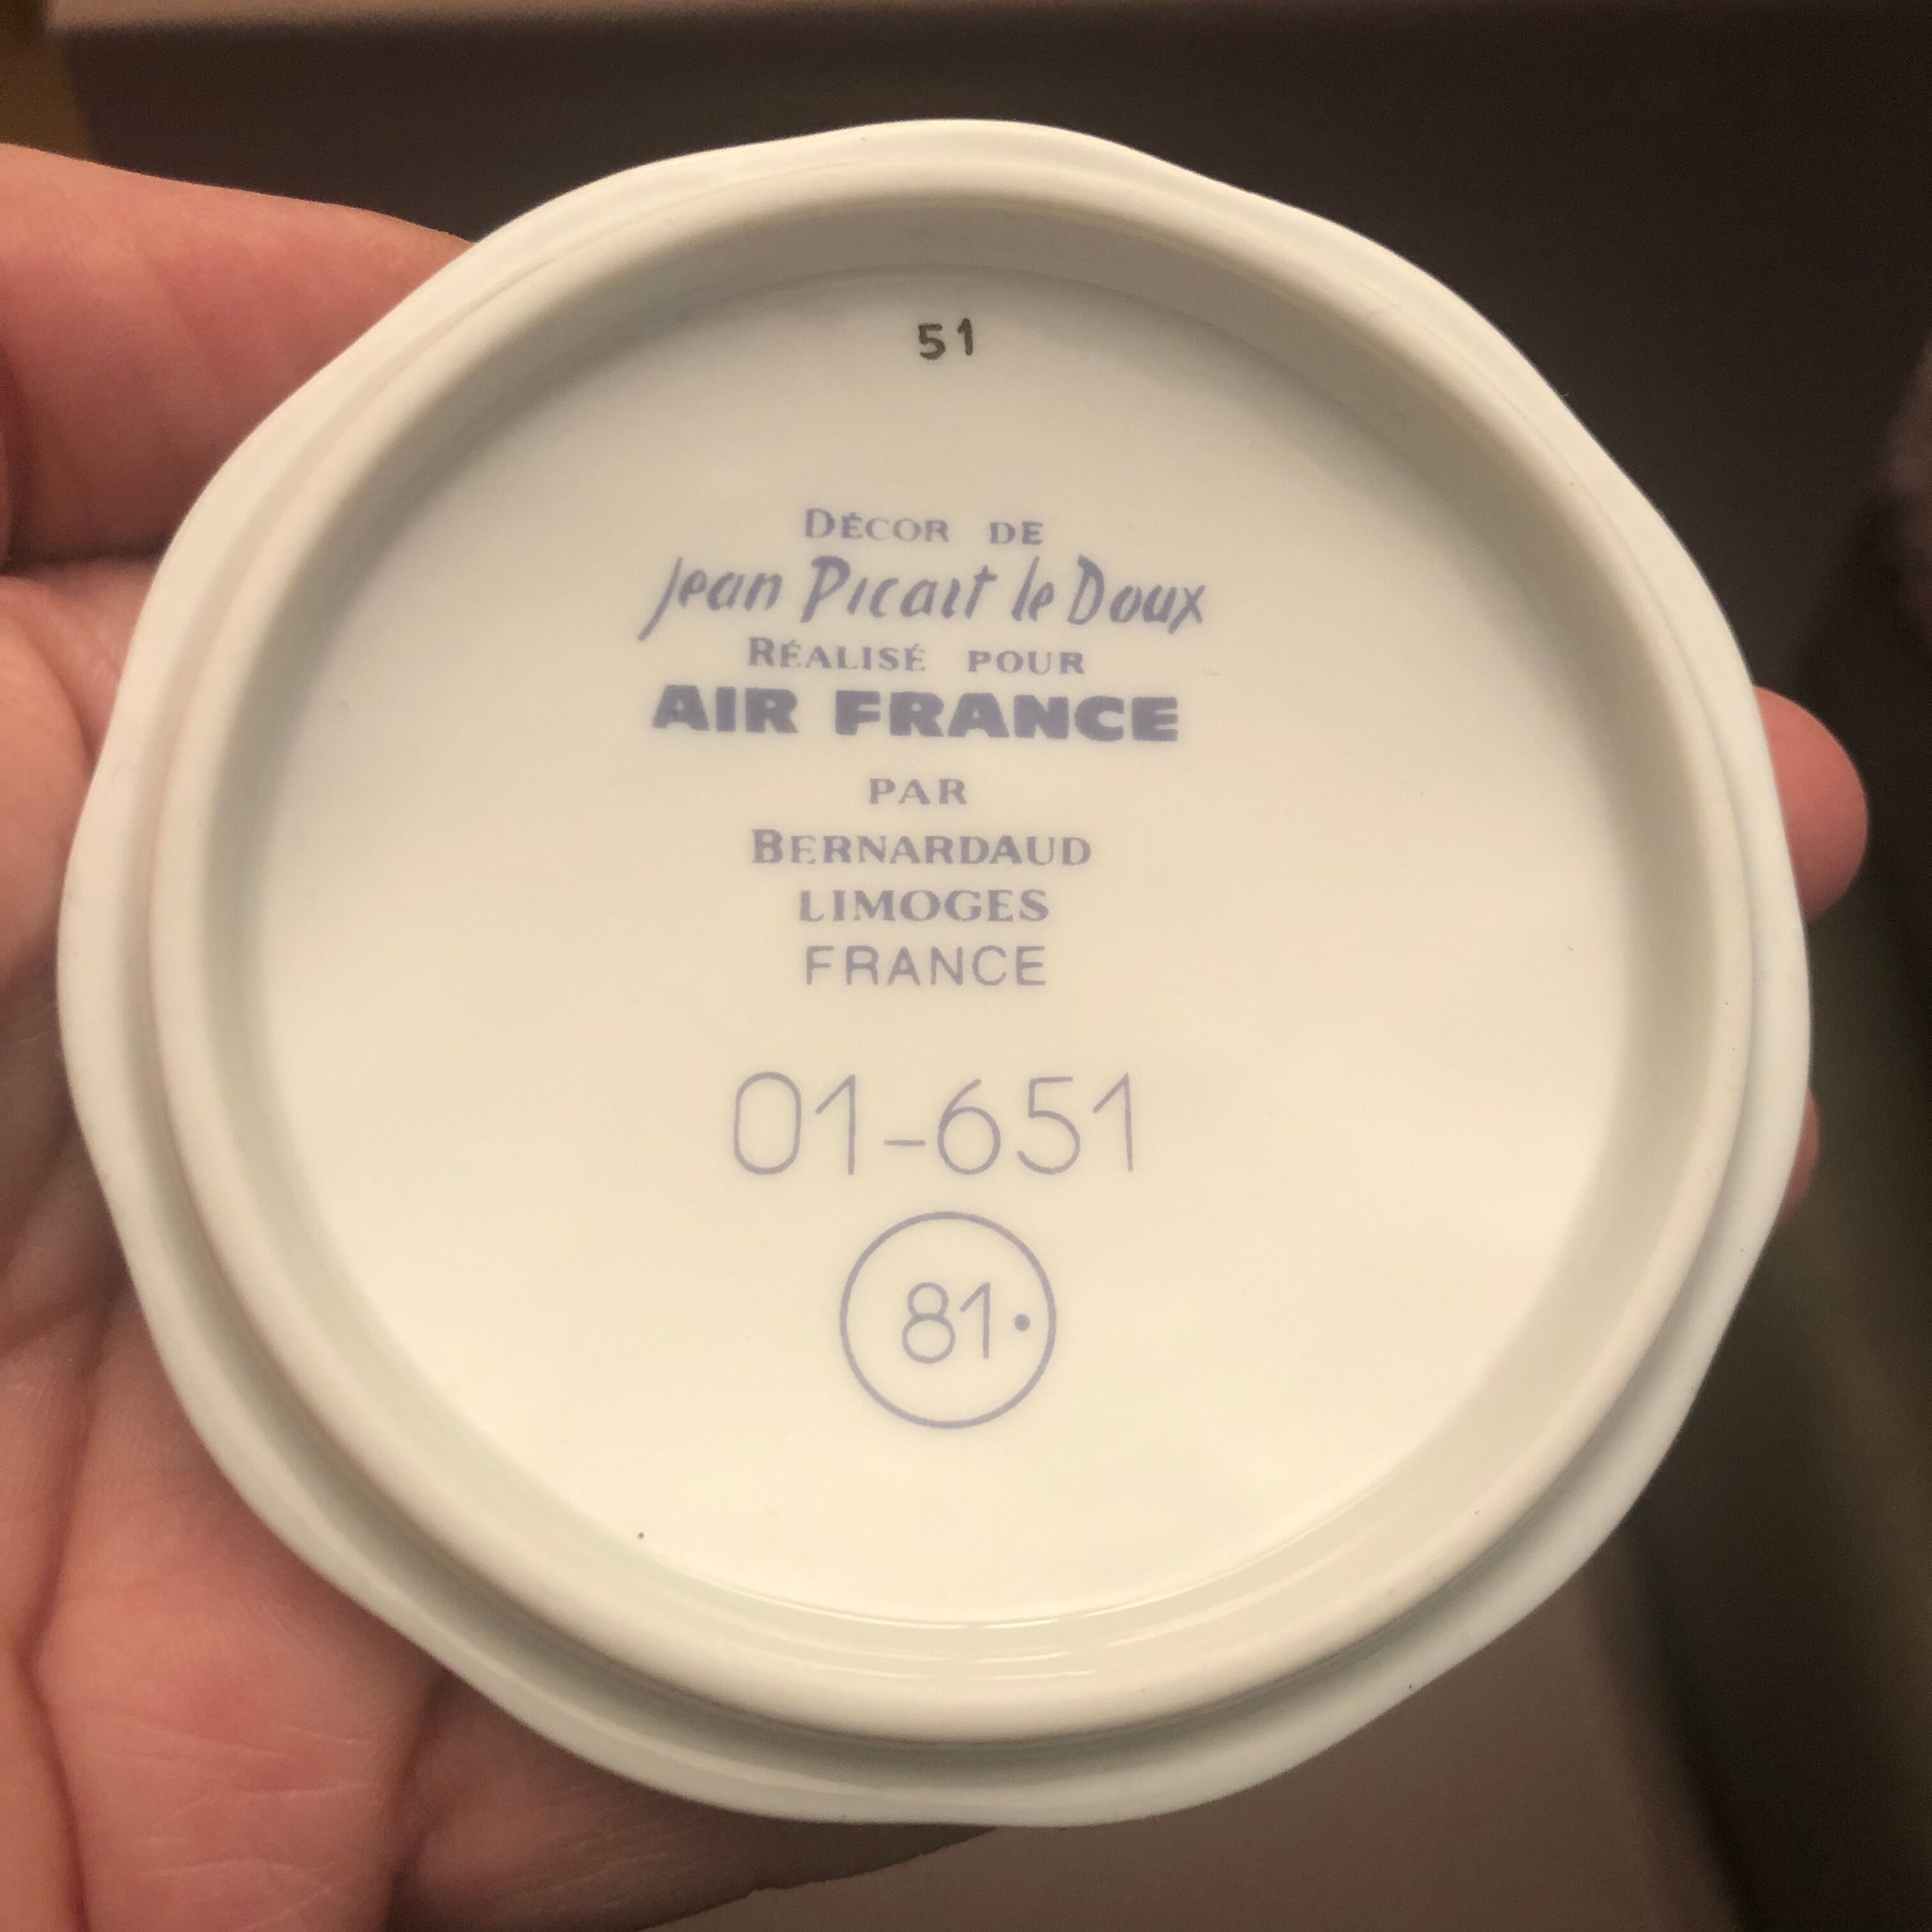 51
DÉCOR DE
Jean Picart le Doux
RÉALISÉ POUR
AIR FRANCE
PAR
BERNARDAUD
LIMOGES
FRANCE
01-651
81.